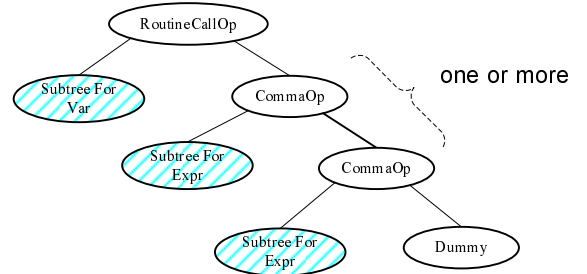 RoutineCallOp
Subtree For
Var
CommaOp
one or more
Subtree For
Expr
CommaOp
Subtree For
Expr
Dummy